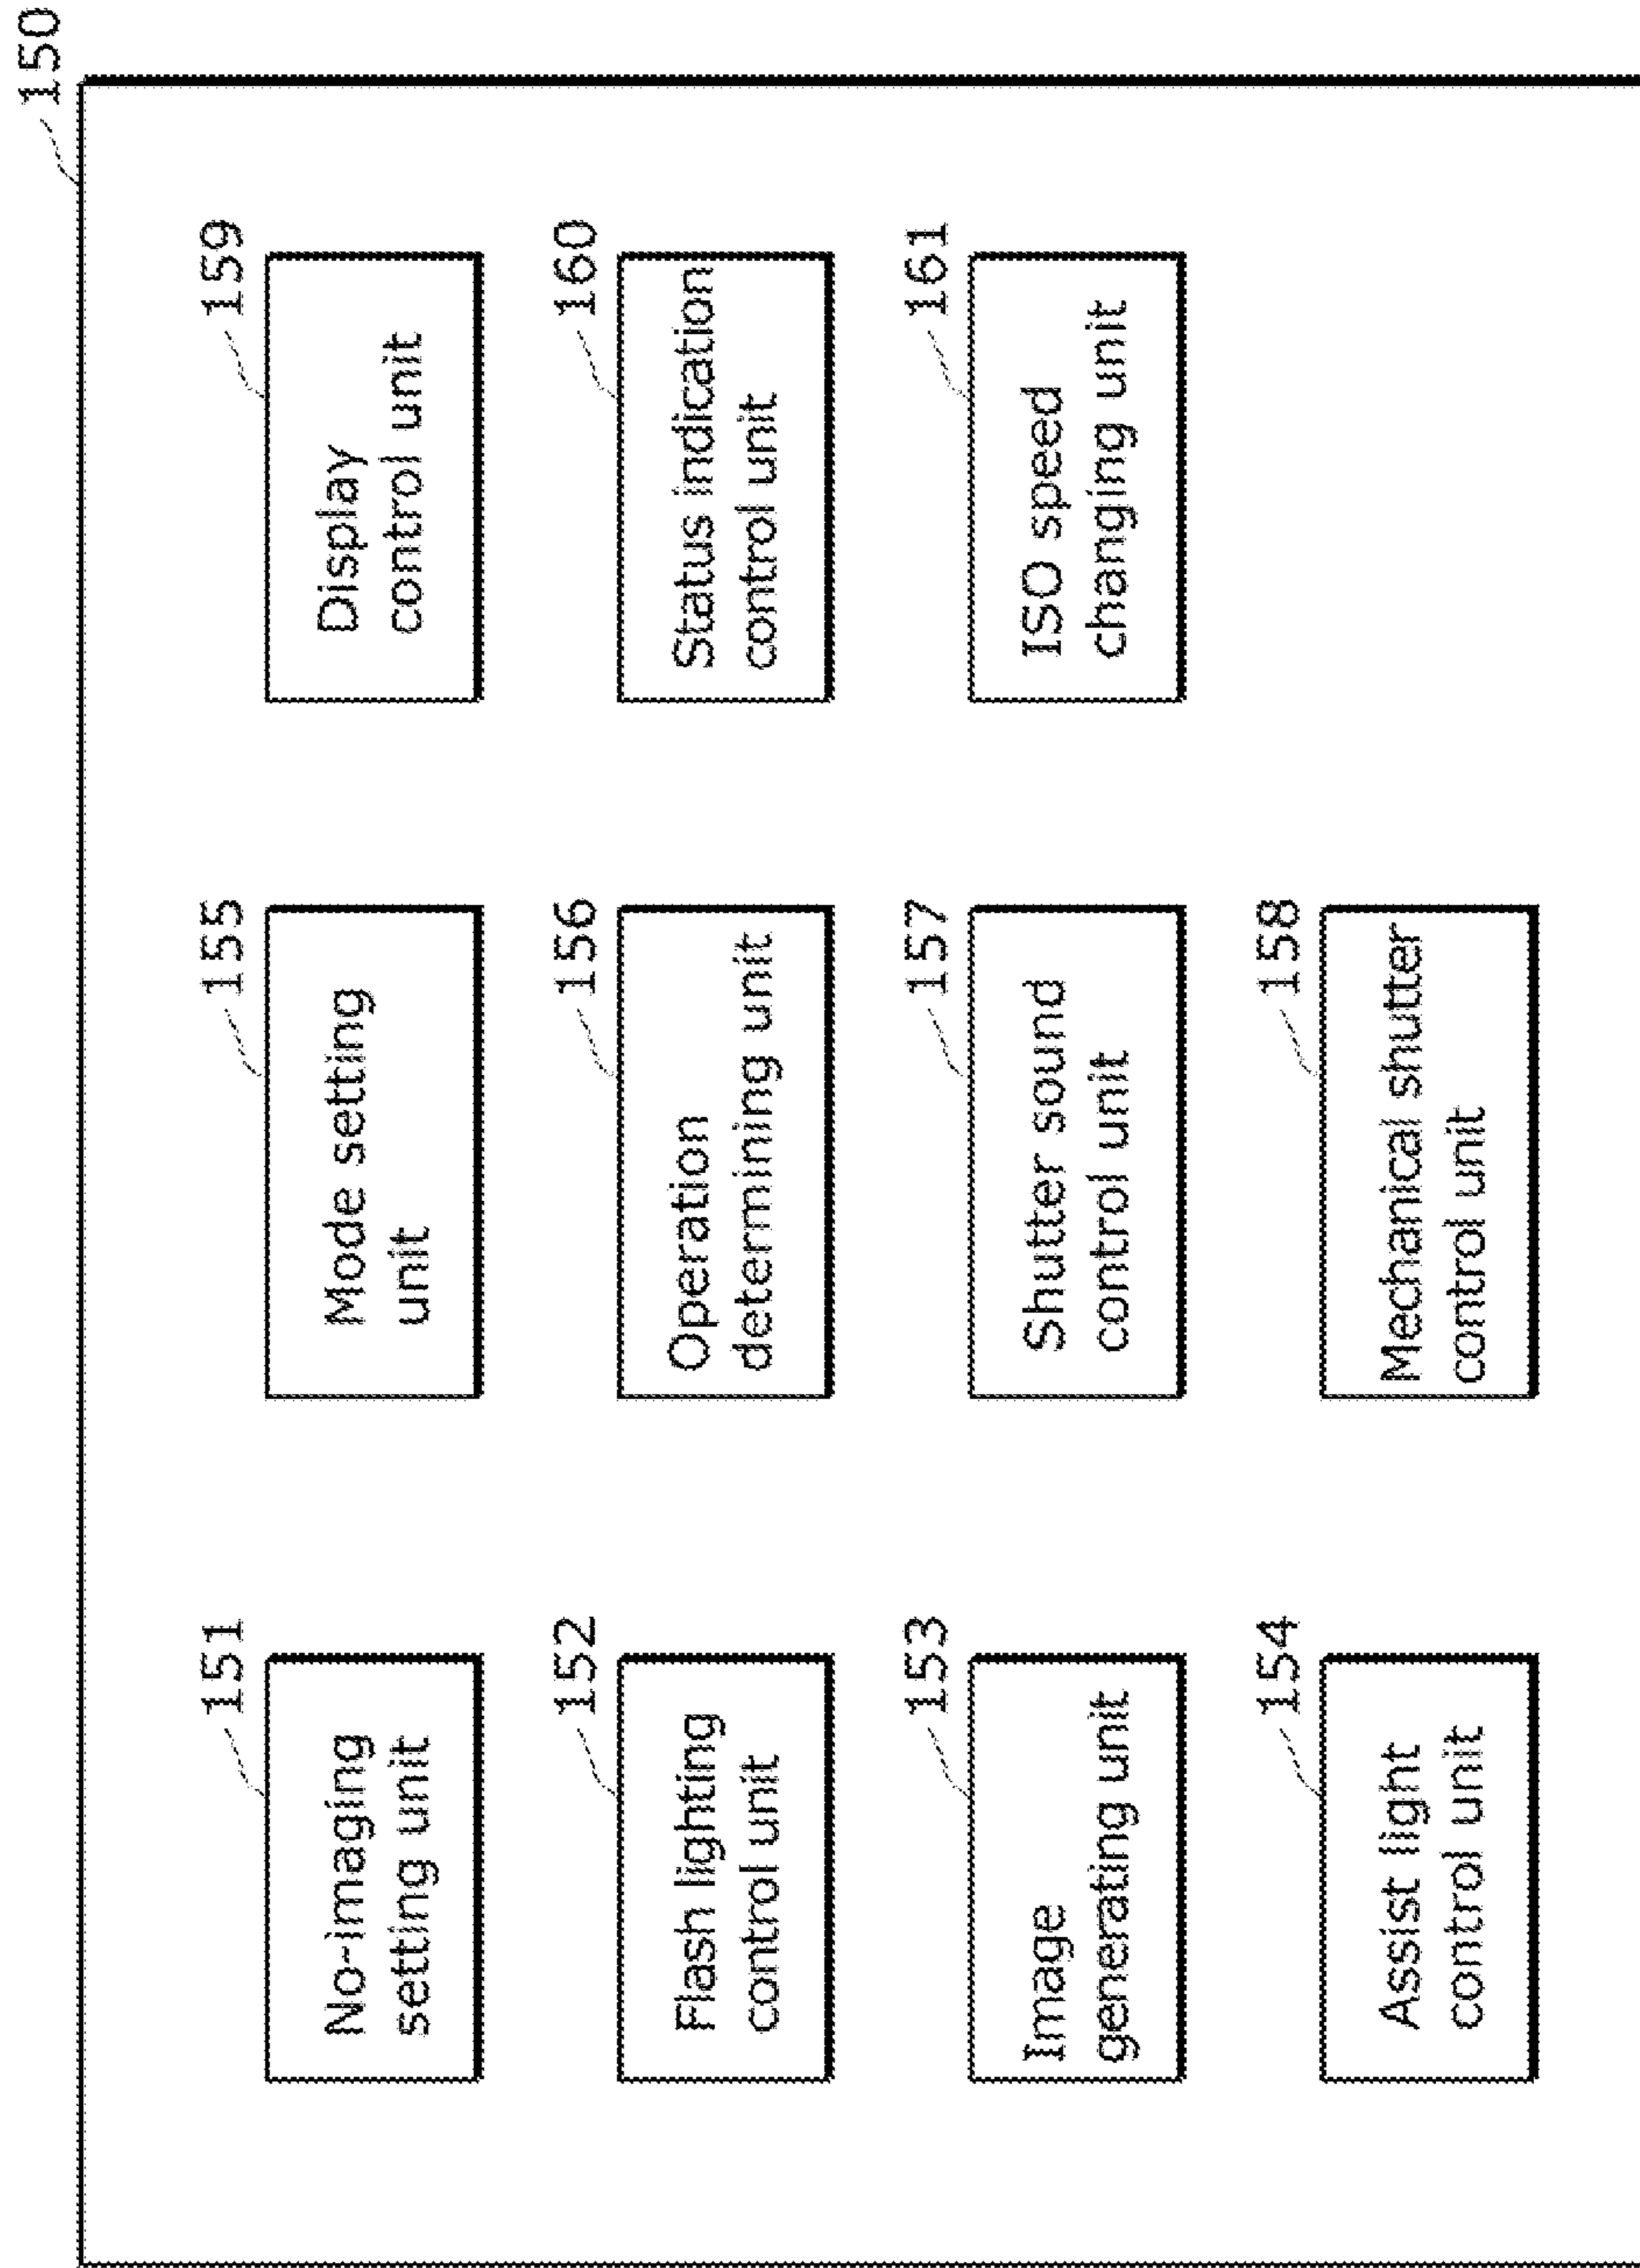 150
151
No-imaging
setting unit
152
Flash lighting
control unit
153
Image
generating unit
154
Assist light
control unit
155
Mode setting
unit
156
Operation
determining unit
157
Shutter sound
control unit
158
Mechanical shutter
control unit
159
Display
control unit
160
Status indication
control unit
161
ISO speed
changing unit